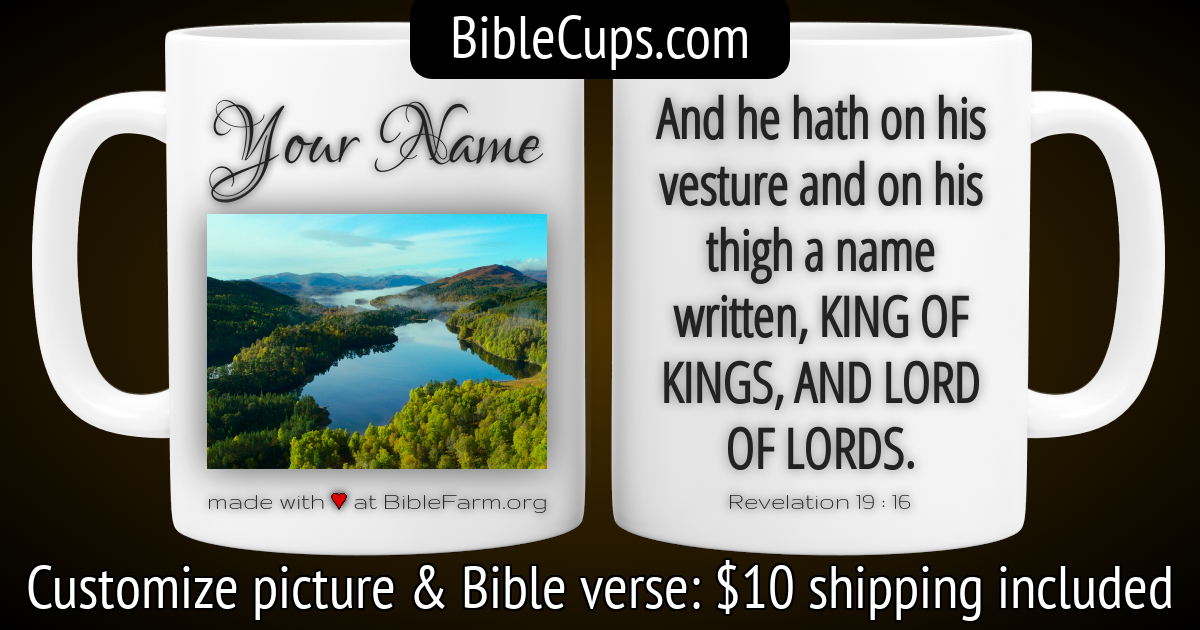 BibleCups.com
Your Name
made with ♥ at BibleFarm.org
And he hath on his
vesture and on his
thigh a name
written, KING OF
KINGS, AND LORD
OF LORDS.
Revelation 19 : 16
Customize picture & Bible verse: $10 shipping included